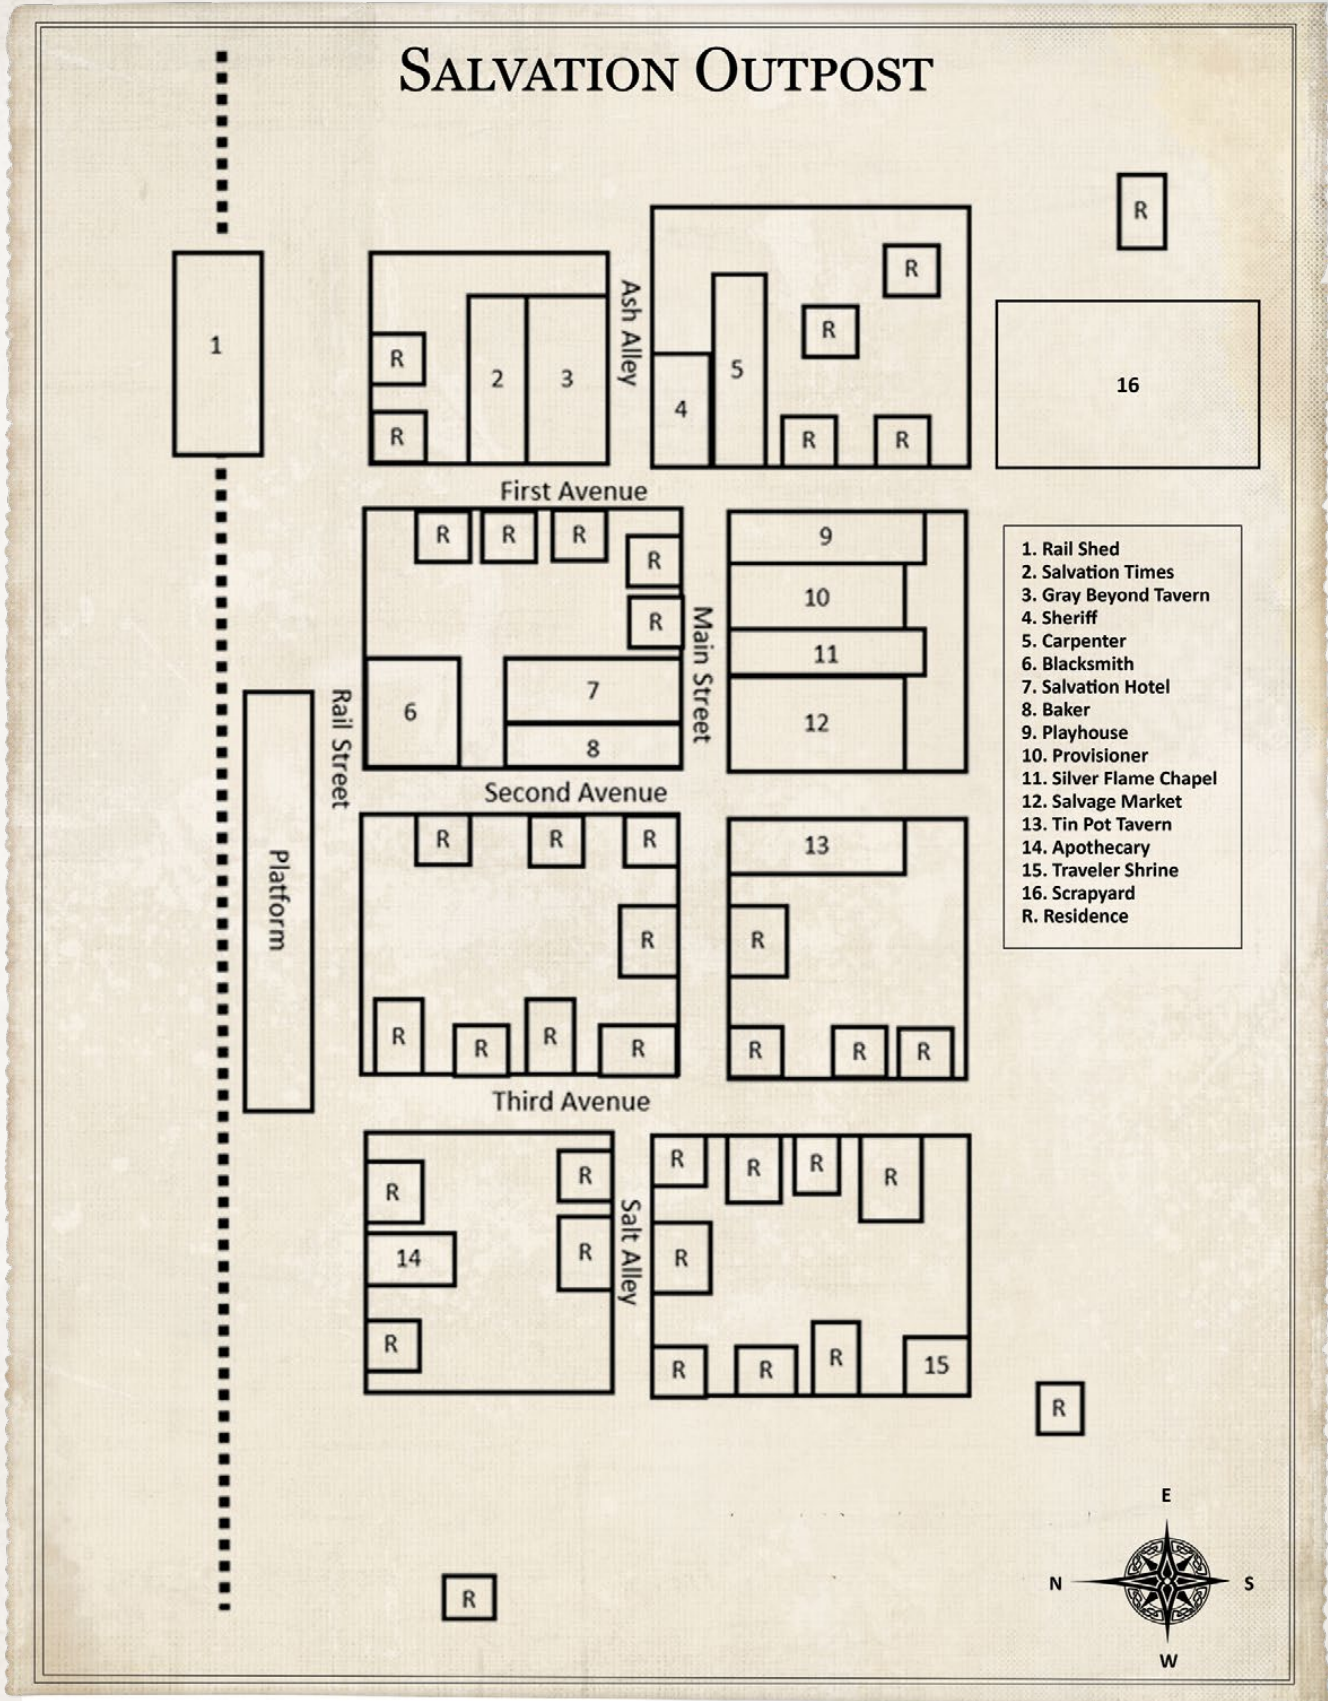 SALVATION OUTPOST
R
1
R
R
2
3
Ash Alley
4
5
R
R
R
R
R
16
First Avenue
R
R
R
R
R
6
7
8
Main Street
9
10
11
12
Rail Street
Platform
Second Avenue
R
R
R
R
R
R
R
R
13
R
R
R
R
Third Avenue
R
14
R
R
R
Salt Alley
R
R
R
R
R
R
R
R
15
R
R
1. Rail Shed
2. Salvation Times
3. Gray Beyond Tavern
4. Sheriff
5. Carpenter
6. Blacksmith
7. Salvation Hotel
8. Baker
9. Playhouse
10. Provisioner
11. Silver Flame Chapel
12. Salvage Market
13. Tin Pot Tavern
14. Apothecary
15. Traveler Shrine
16. Scrapyard
R. Residence
E
N
S
W